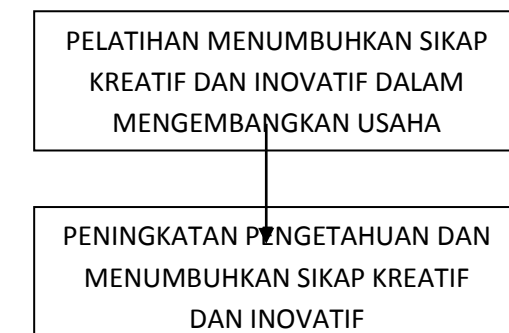 PELATIHAN MENUMBUHKAN SIKAP
KREATIF DAN INOVATIF DALAM
MENGEMBANGKAN USAHA
PENINGKATAN PENGETAHUAN DAN
MENUMBUHKAN SIKAP KREATIF
DAN INOVATIF